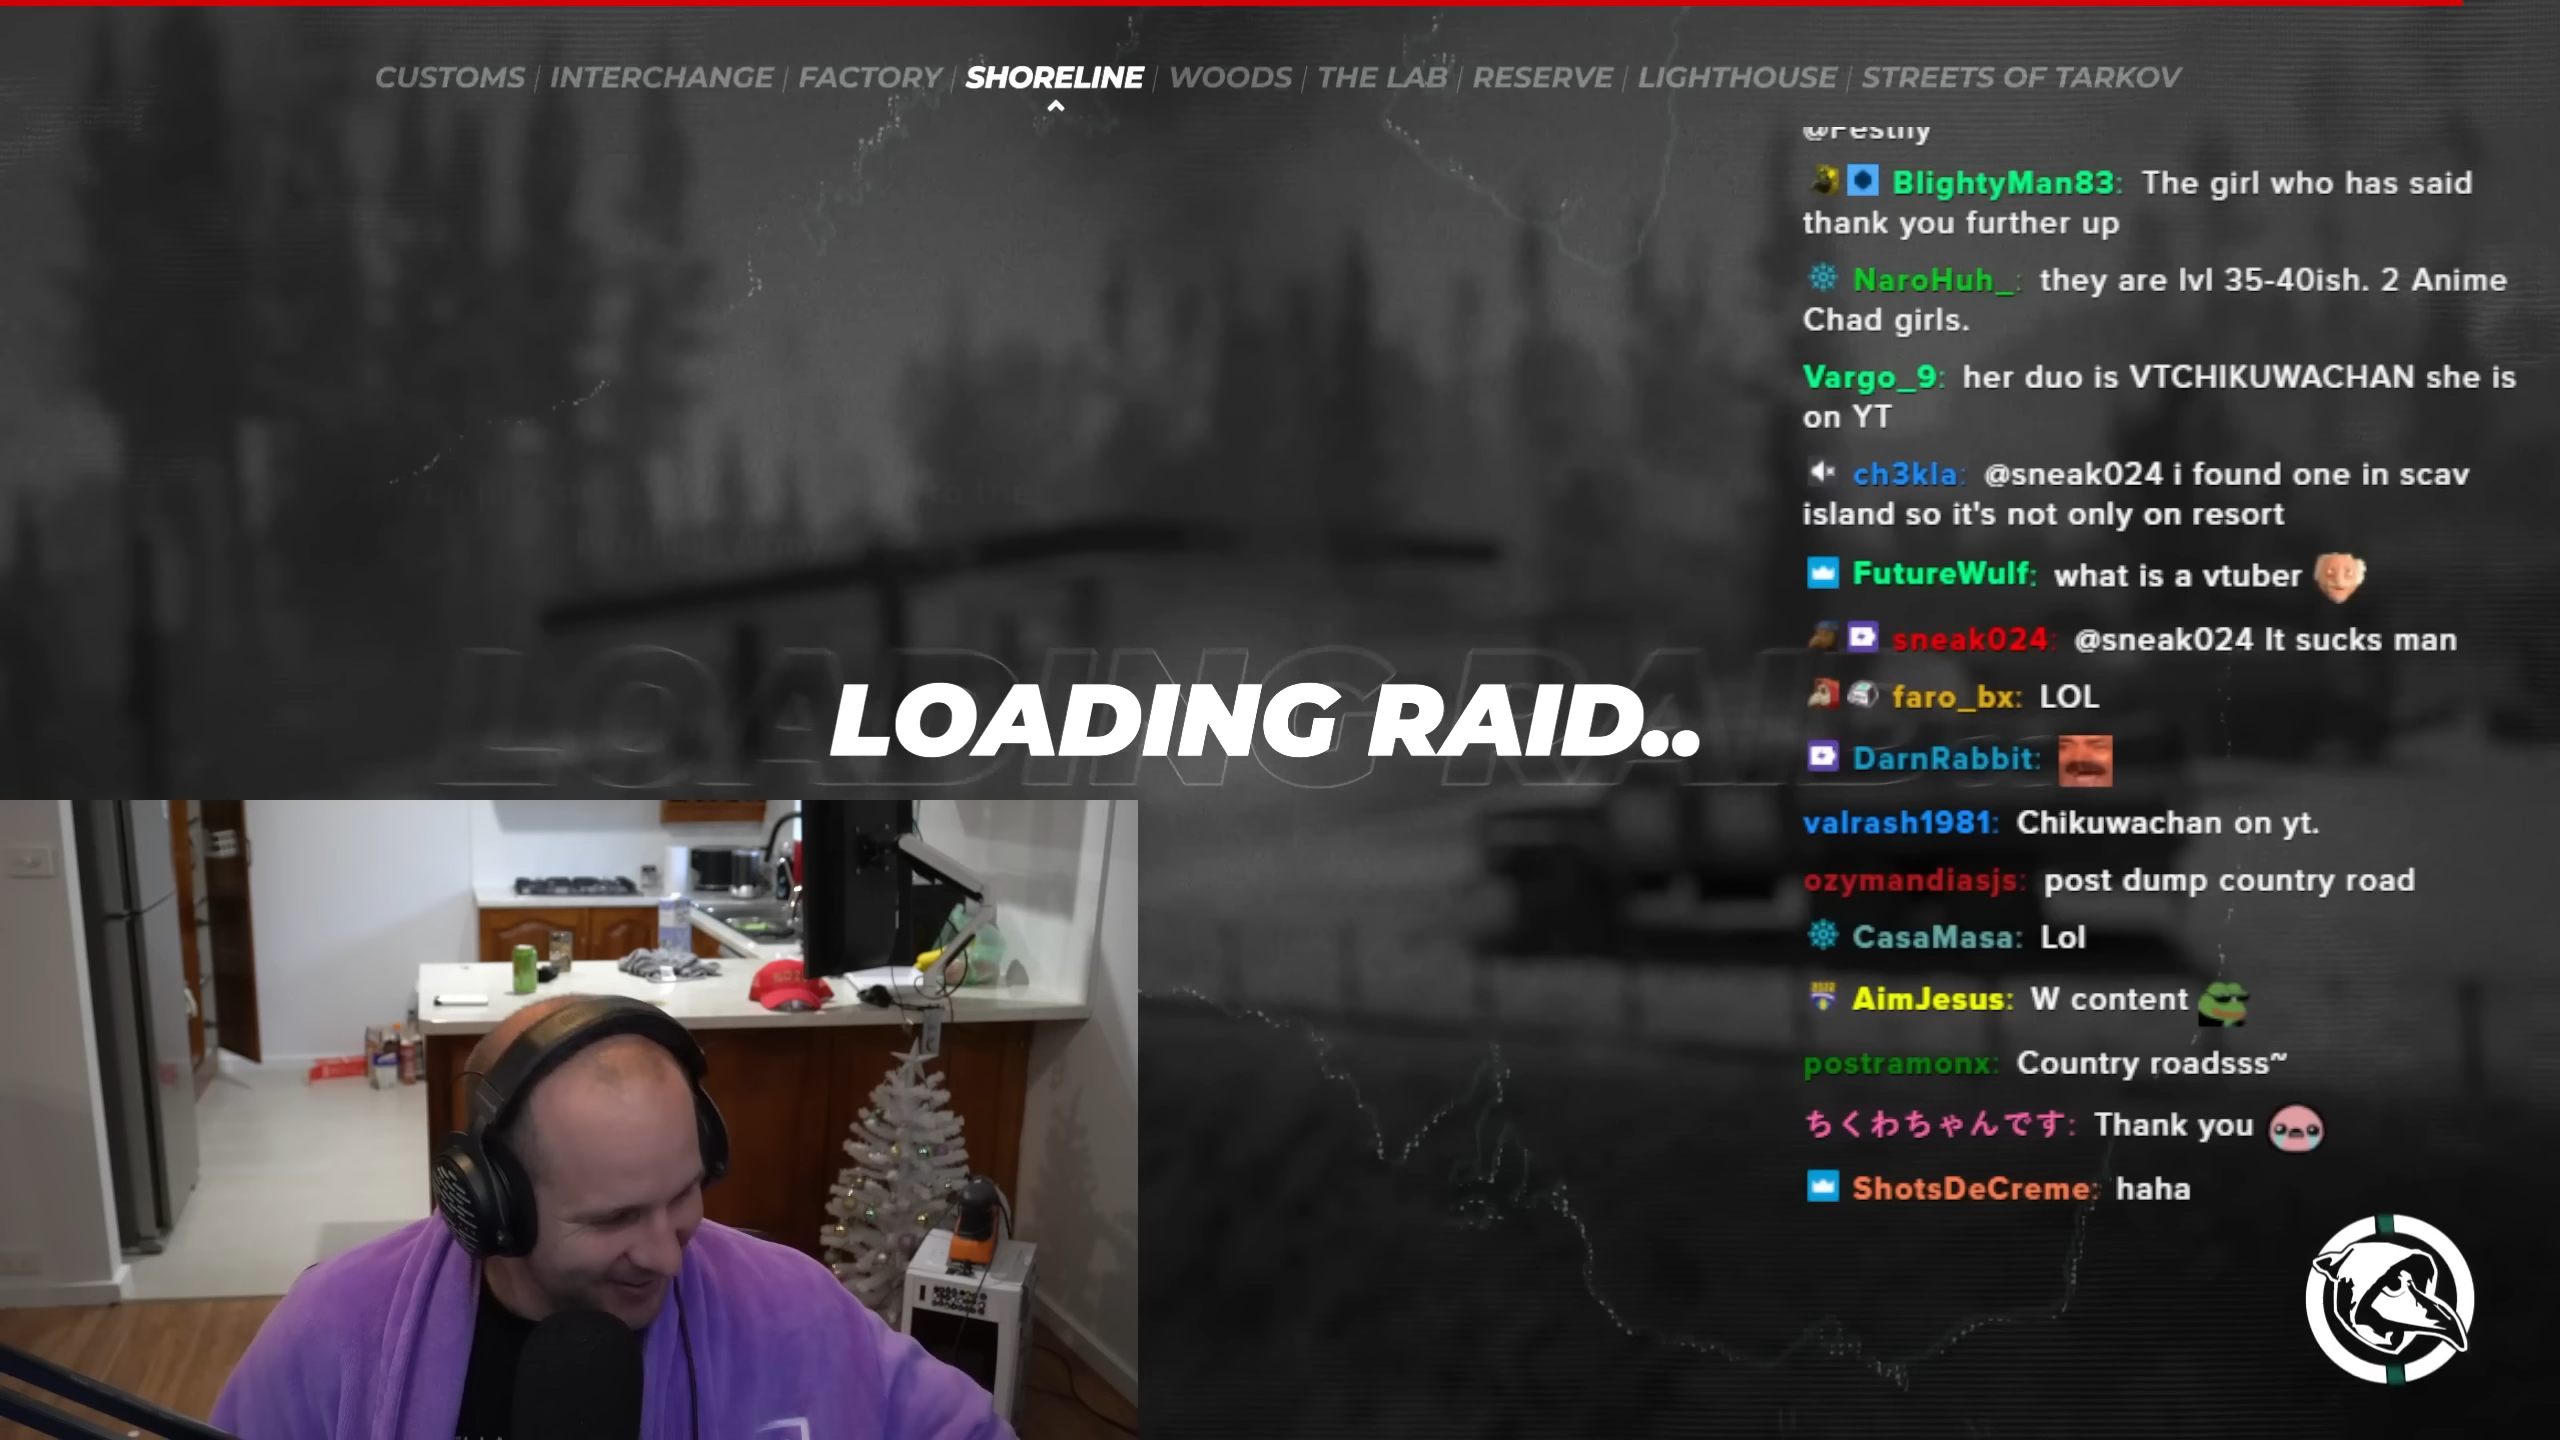 CUSTOMS | INTERCHANGE | FACTORY | SHORELINE | WOODS | THE LAB | RESERVE | LIGHTHOUSE | STREETS OF TARKOV
BlightyMan83: The girl who has said
thank you further up
NaroHuh_: they are lvl 35-40ish. 2 Anime
Chad girls.
Vargo_9: her duo is VTCHIKUWACHAN she is
on YT
ch3kla: @sneak024 i found one in scav
island so it's not only on resort
FutureWulf: what is a vtuber
sneak024: @sneak024 It sucks man
faro_bx: LOL
DarnRabbit:
valrash1981: Chikuwachan on yt.
ozymandiasjs: post dump country road
CasaMasa: Lol
AimJesus: W content
postramonx: Country roadsss~
ちくわちゃんです: Thank you
ShotsDeCreme: haha
LOADING RAID..